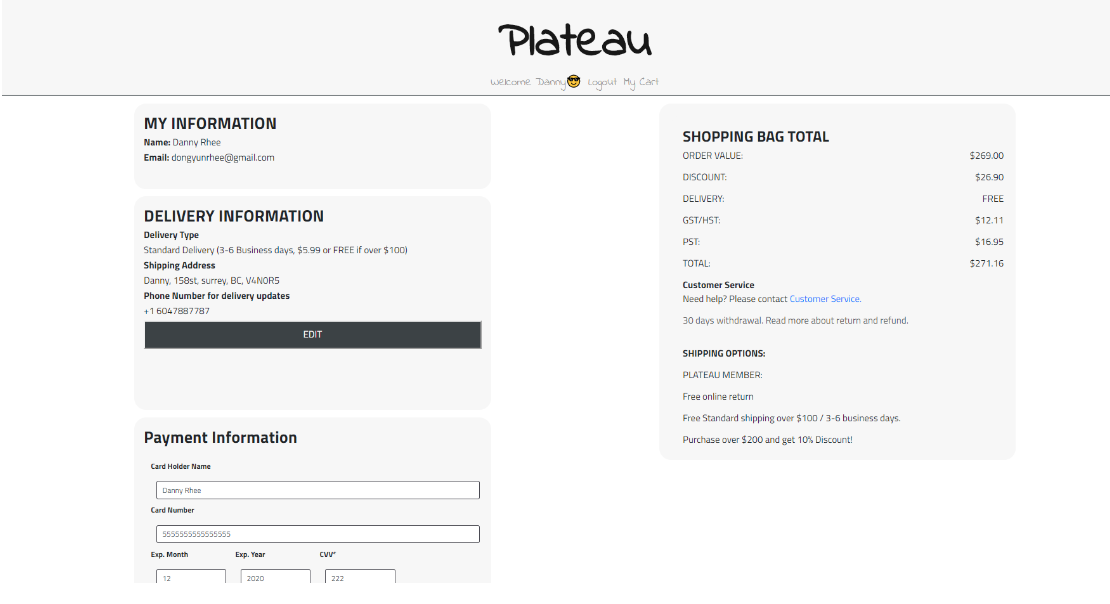 Plateau
Welcome Danny😎 Logout My Cart
MY INFORMATION
Name: Danny Rhee
Email: dongyunrhee@gmail.com
DELIVERY INFORMATION
Delivery Type
Standard Delivery (3-6 Business days, $5.99 or FREE if over $100)
Shipping Address
Danny, 158st, surrey, BC, V4N0R5
Phone Number for delivery updates
+1 6047887787
EDIT
Payment Information
Card Holder Name
Danny Rhee
Card Number
5555555555555555
Exp. Month Exp. Year CVV*
12 2020 222
SHOPPING BAG TOTAL
ORDER VALUE: $269.00
DISCOUNT: $26.90
DELIVERY: FREE
GST/HST: $12.11
PST: $16.95
TOTAL: $271.16
Customer Service
Need help? Please contact Customer Service.
30 days withdrawal. Read more about return and refund.
SHIPPING OPTIONS:
PLATEAU MEMBER:
Free online return
Free Standard shipping over $100 / 3-6 business days.
Purchase over $200 and get 10% Discount!